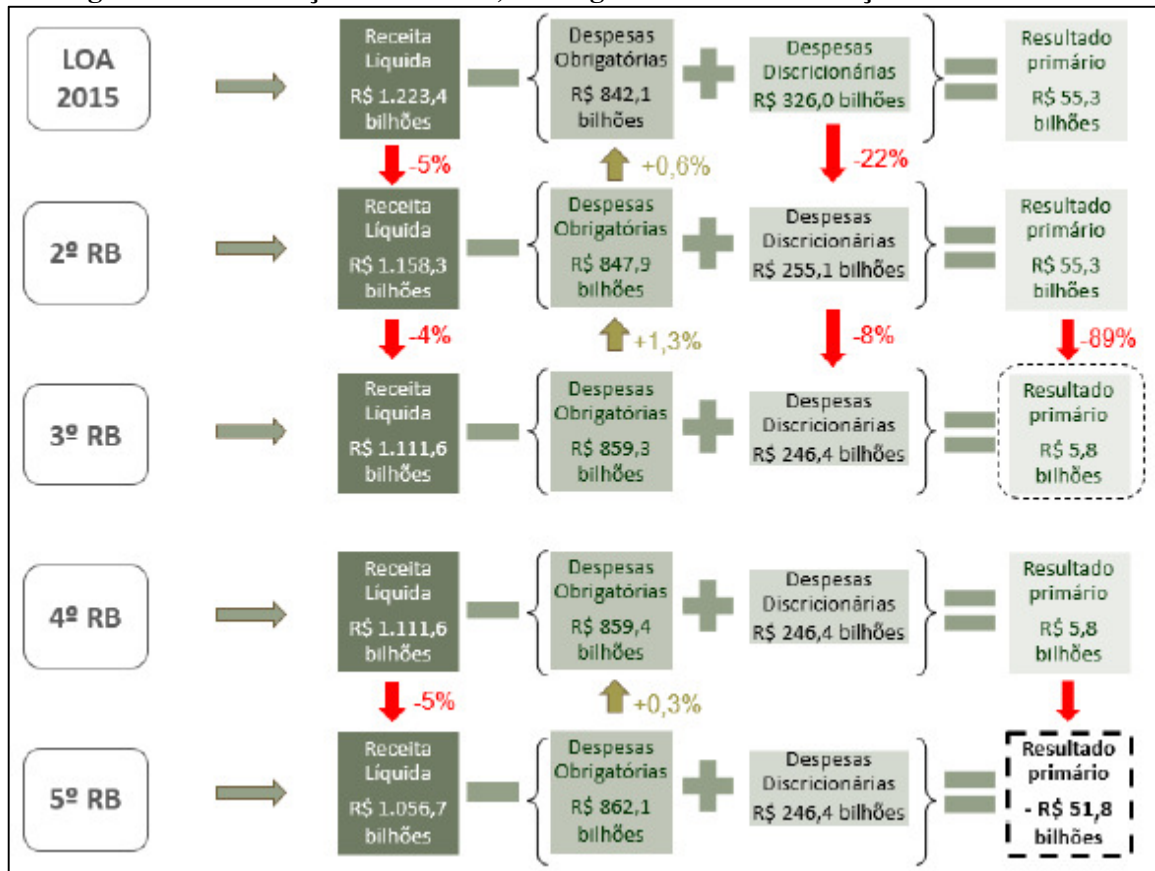 LOA
2015
Receita
Líquida
R$ 1.223,4
bilhões
Despesas
Obrigatórias
R$ 842,1
bilhões
Despesas
Discricionárias
R$ 326,0 bilhões
Resultado
primário
R$ 55,3
bilhões
-5%
+0,6%
-22%
2º RB
Receita
Líquida
R$ 1.158,3
bilhões
Despesas
Obrigatórias
R$ 847,9
bilhões
Despesas
Discricionárias
R$ 255,1 bilhões
Resultado
primário
R$ 55,3
bilhões
-4%
+1,3%
-8%
-89%
3º RB
Receita
Líquida
R$ 1.111,6
bilhões
Despesas
Obrigatórias
R$ 859,3
bilhões
Despesas
Discricionárias
R$ 246,4 bilhões
Resultado
primário
R$ 5,8
bilhões
4º RB
Receita
Líquida
R$ 1.111,6
bilhões
Despesas
Obrigatórias
R$ 859,4
bilhões
Despesas
Discricionárias
R$ 246,4 bilhões
Resultado
primário
R$ 5,8
bilhões
-5%
+0,3%
5º RB
Receita
Líquida
R$ 1.056,7
bilhões
Despesas
Obrigatórias
R$ 862,1
bilhões
Despesas
Discricionárias
R$ 246,4 bilhões
Resultado
primário
- R$ 51,8
bilhões